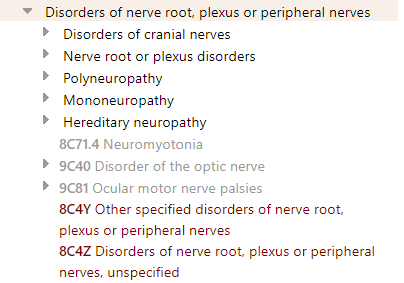 Disorders of nerve root, plexus or peripheral nerves
Disorders of cranial nerves
Nerve root or plexus disorders
Polyneuropathy
Mononeuropathy
Hereditary neuropathy
8C71.4 Neuromyotonia
9C40 Disorder of the optic nerve
9C81 Ocular motor nerve palsies
8C4Y Other specified disorders of nerve root,
plexus or peripheral nerves
8C4Z Disorders of nerve root, plexus or peripheral
nerves, unspecified